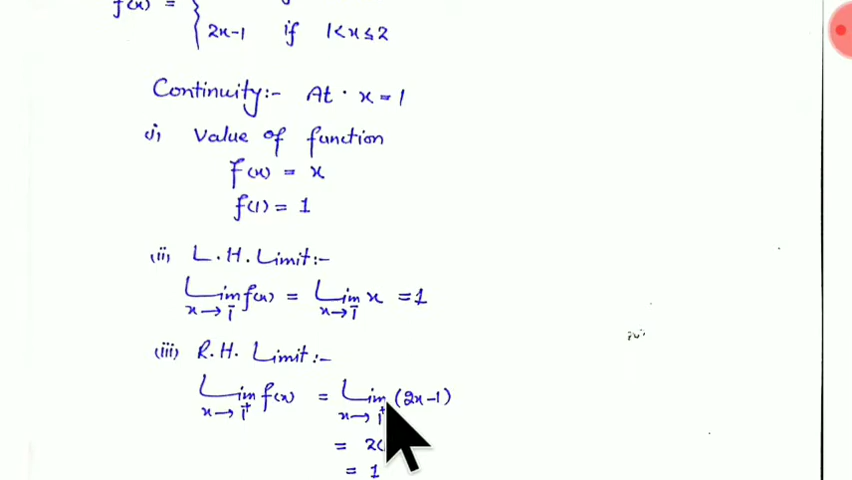 f(x) =
2x-1 if 1<x≤2
Continuity:- At · x = 1
(i) Value of function
f(x) = x
f(1) = 1
(ii) L.H. Limit:-
Lim f(x) = Lim x = 1
x→1⁻ x→1⁻
(iii) R.H. Limit:-
Lim f(x) = Lim (2x-1)
x→1⁺ x→1⁺
= 2(
= 1